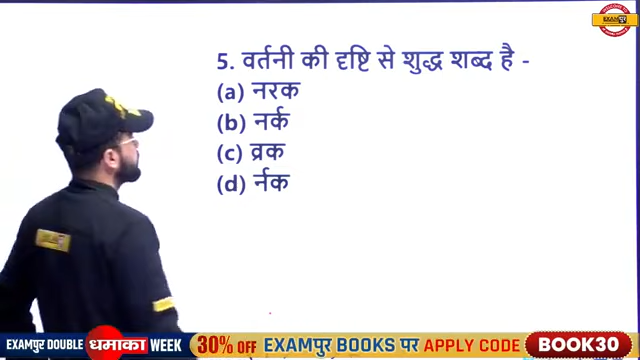 5. वर्तनी की दृष्टि से शुद्ध शब्द है -
(a) नरक
(b) नर्क
(c) व्रक
(d) र्नक
EXAMपुर DOUBLE धमाका WEEK 30% OFF EXAMपुर BOOKS पर APPLY CODE BOOK30